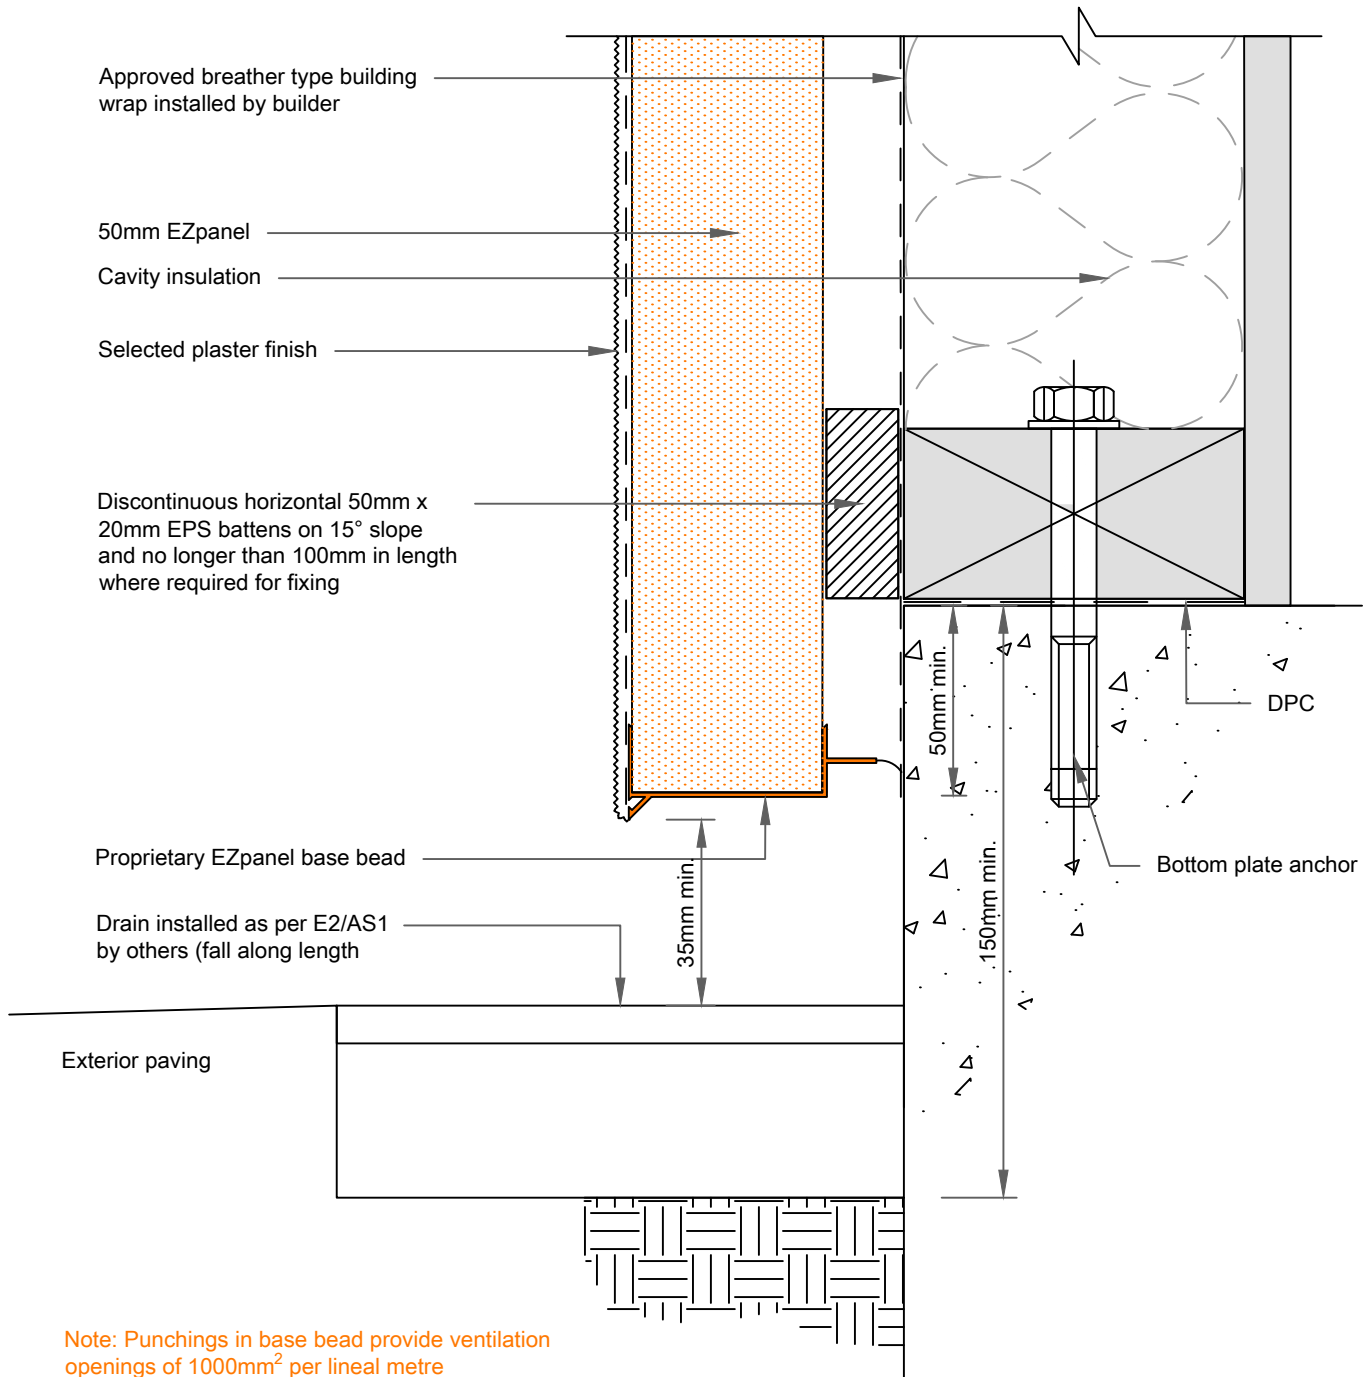 Approved breather type building
wrap installed by builder
50mm EZpanel
Cavity insulation
Selected plaster finish
Discontinuous horizontal 50mm x
20mm EPS battens on 15° slope
and no longer than 100mm in length
where required for fixing
50mm min.
DPC
Proprietary EZpanel base bead
35mm min.
150mm min.
Bottom plate anchor
Drain installed as per E2/AS1
by others (fall along length
Exterior paving
Note: Punchings in base bead provide ventilation
openings of 1000mm² per lineal metre